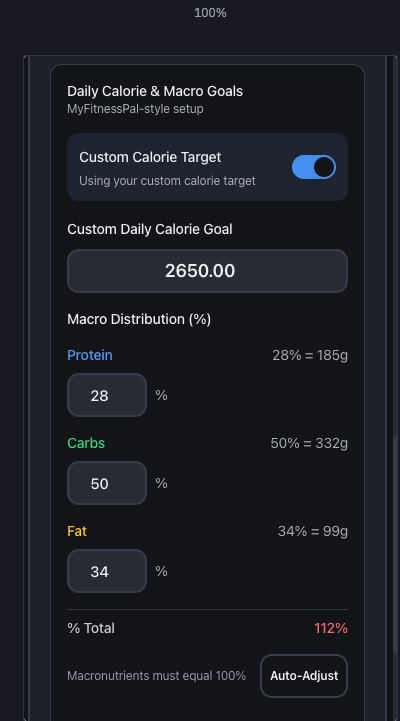 100%
Daily Calorie & Macro Goals
MyFitnessPal-style setup
Custom Calorie Target
Using your custom calorie target
Custom Daily Calorie Goal
2650.00
Macro Distribution (%)
Protein 28% = 185g
28 %
Carbs 50% = 332g
50 %
Fat 34% = 99g
34 %
% Total 112%
Macronutrients must equal 100% Auto-Adjust